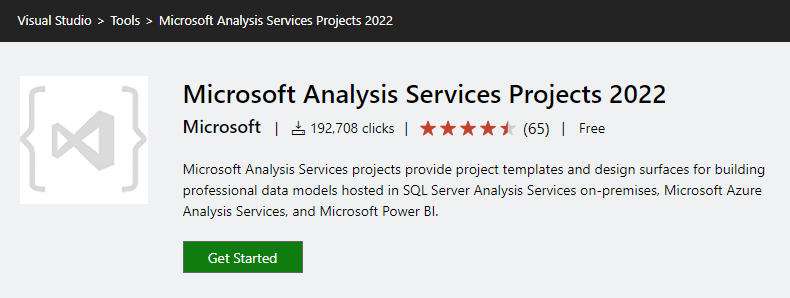 Visual Studio > Tools > Microsoft Analysis Services Projects 2022
Microsoft Analysis Services Projects 2022
Microsoft | 192,708 clicks | (65) | Free
Microsoft Analysis Services projects provide project templates and design surfaces for building
professional data models hosted in SQL Server Analysis Services on-premises, Microsoft Azure
Analysis Services, and Microsoft Power BI.
Get Started